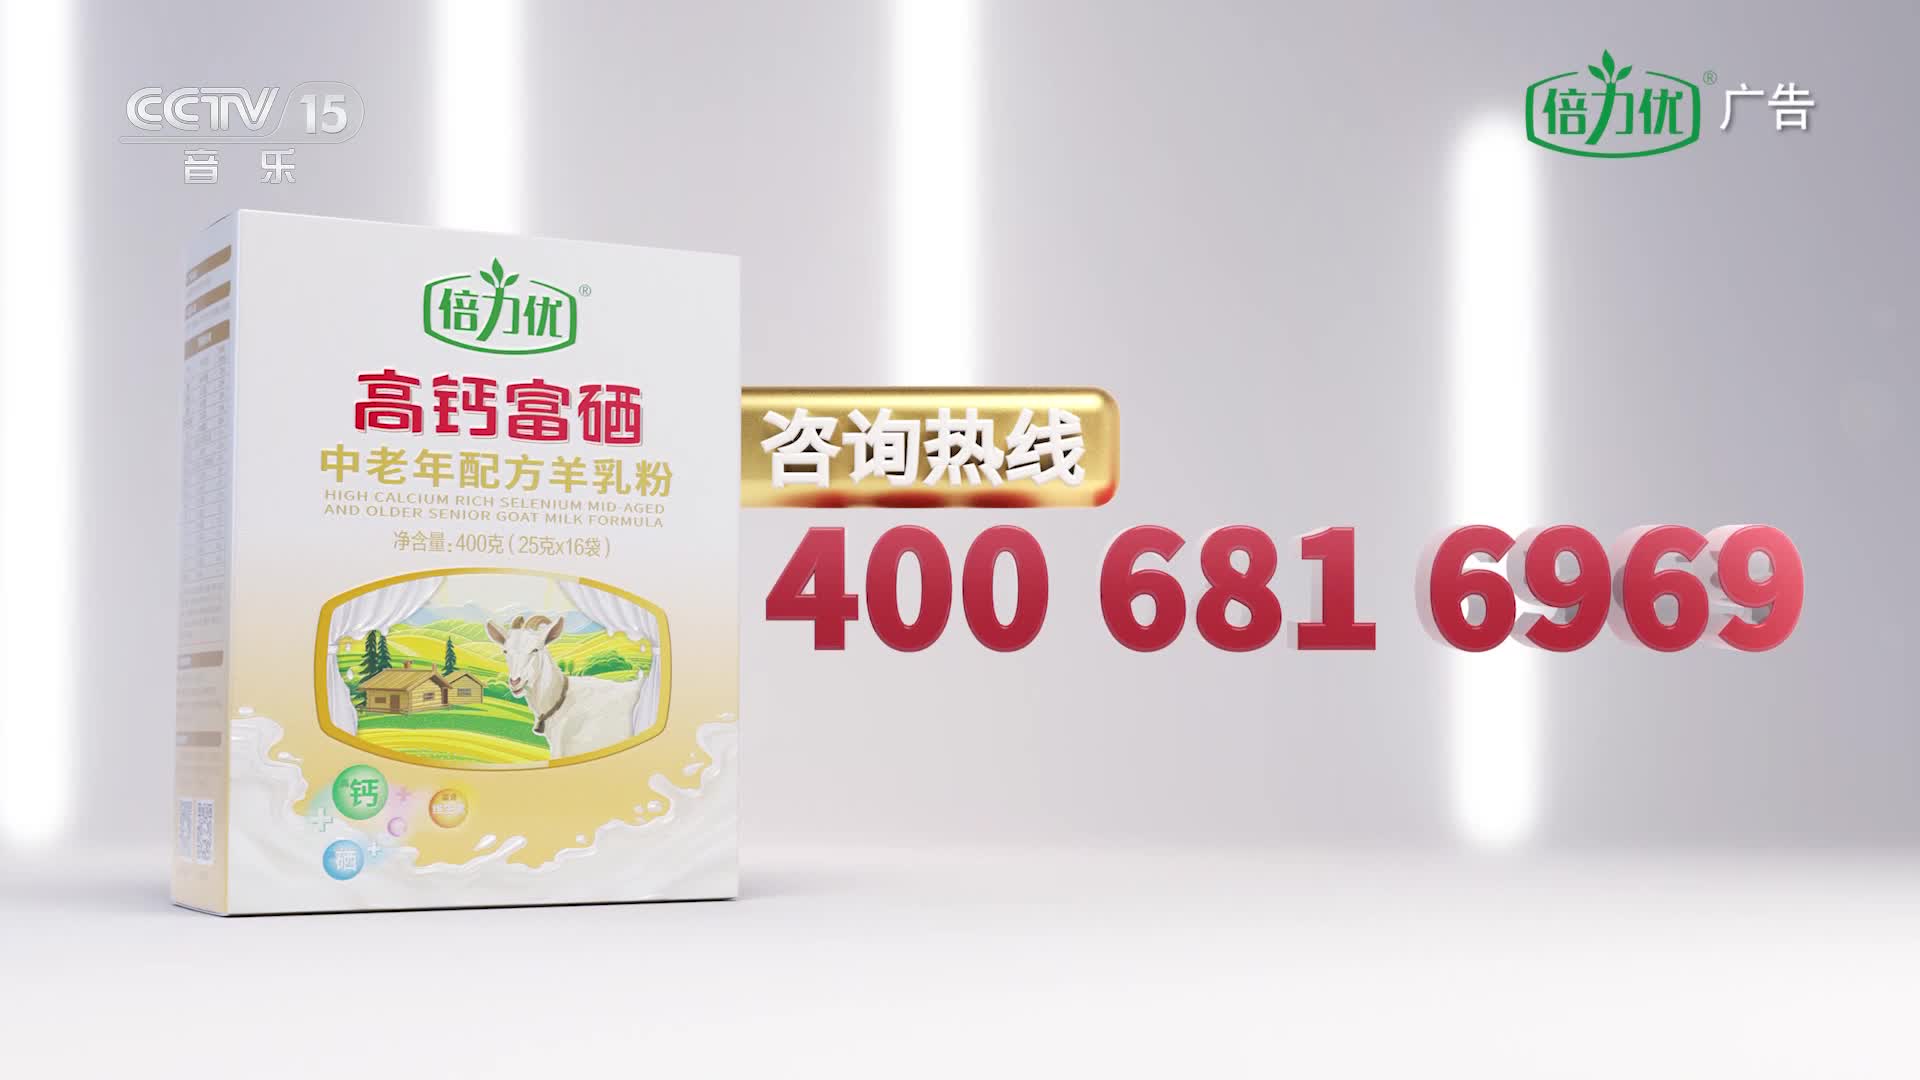 CCTV 15
音乐
倍力优® 广告
倍力优®
高钙富硒
中老年配方羊乳粉
HIGH CALCIUM RICH SELENIUM MID-AGED
AND OLDER SENIOR GOAT MILK FORMULA
净含量:400克(25克x16袋)
钙
硒
咨询热线
400 681 6969